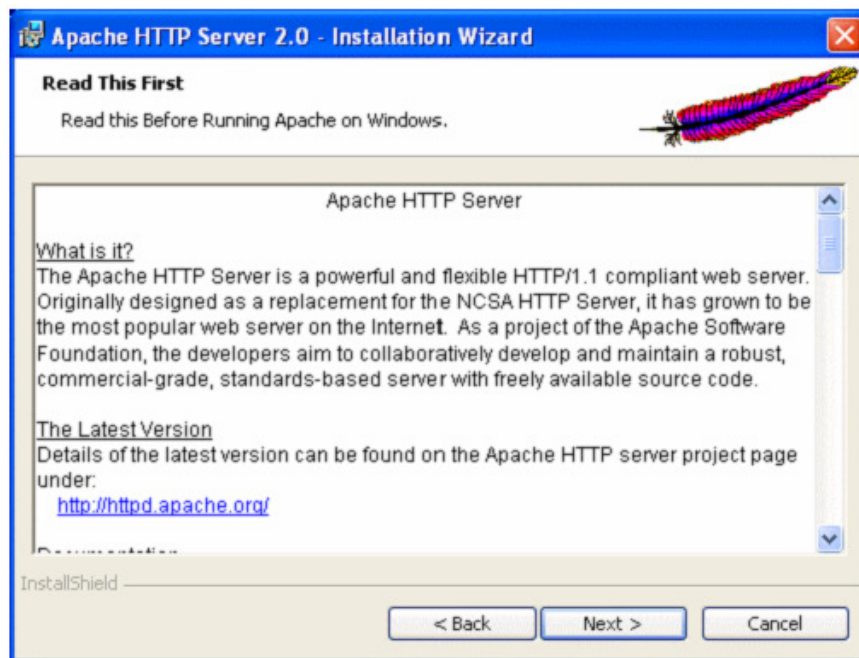 Apache HTTP Server 2.0 - Installation Wizard
Read This First
Read this Before Running Apache on Windows.
Apache HTTP Server
What is it?
The Apache HTTP Server is a powerful and flexible HTTP/1.1 compliant web server.
Originally designed as a replacement for the NCSA HTTP Server, it has grown to be
the most popular web server on the Internet. As a project of the Apache Software
Foundation, the developers aim to collaboratively develop and maintain a robust,
commercial-grade, standards-based server with freely available source code.
The Latest Version
Details of the latest version can be found on the Apache HTTP server project page
under:
http://httpd.apache.org/
Documentation
InstallShield
< Back
Next >
Cancel